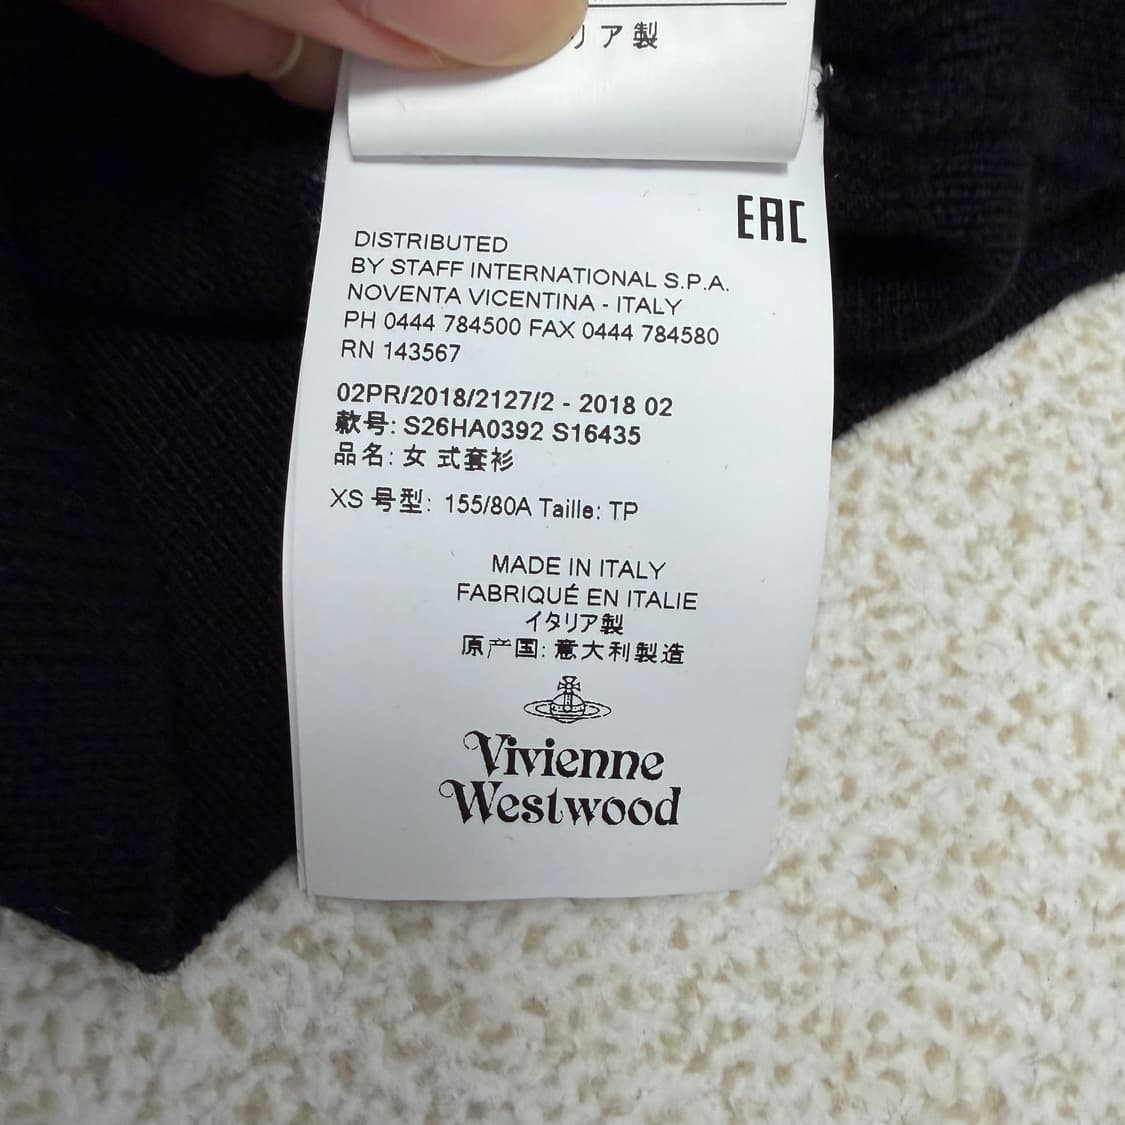 リア製
EAC
DISTRIBUTED
BY STAFF INTERNATIONAL S.P.A.
NOVENTA VICENTINA - ITALY
PH 0444 784500 FAX 0444 784580
RN 143567
02PR/2018/2127/2 - 2018 02
款号: S26HA0392 S16435
品名: 女 式套衫
XS 号型: 155/80A Taille: TP
MADE IN ITALY
FABRIQUÉ EN ITALIE
イタリア製
原产国: 意大利製造
Vivienne
Westwood